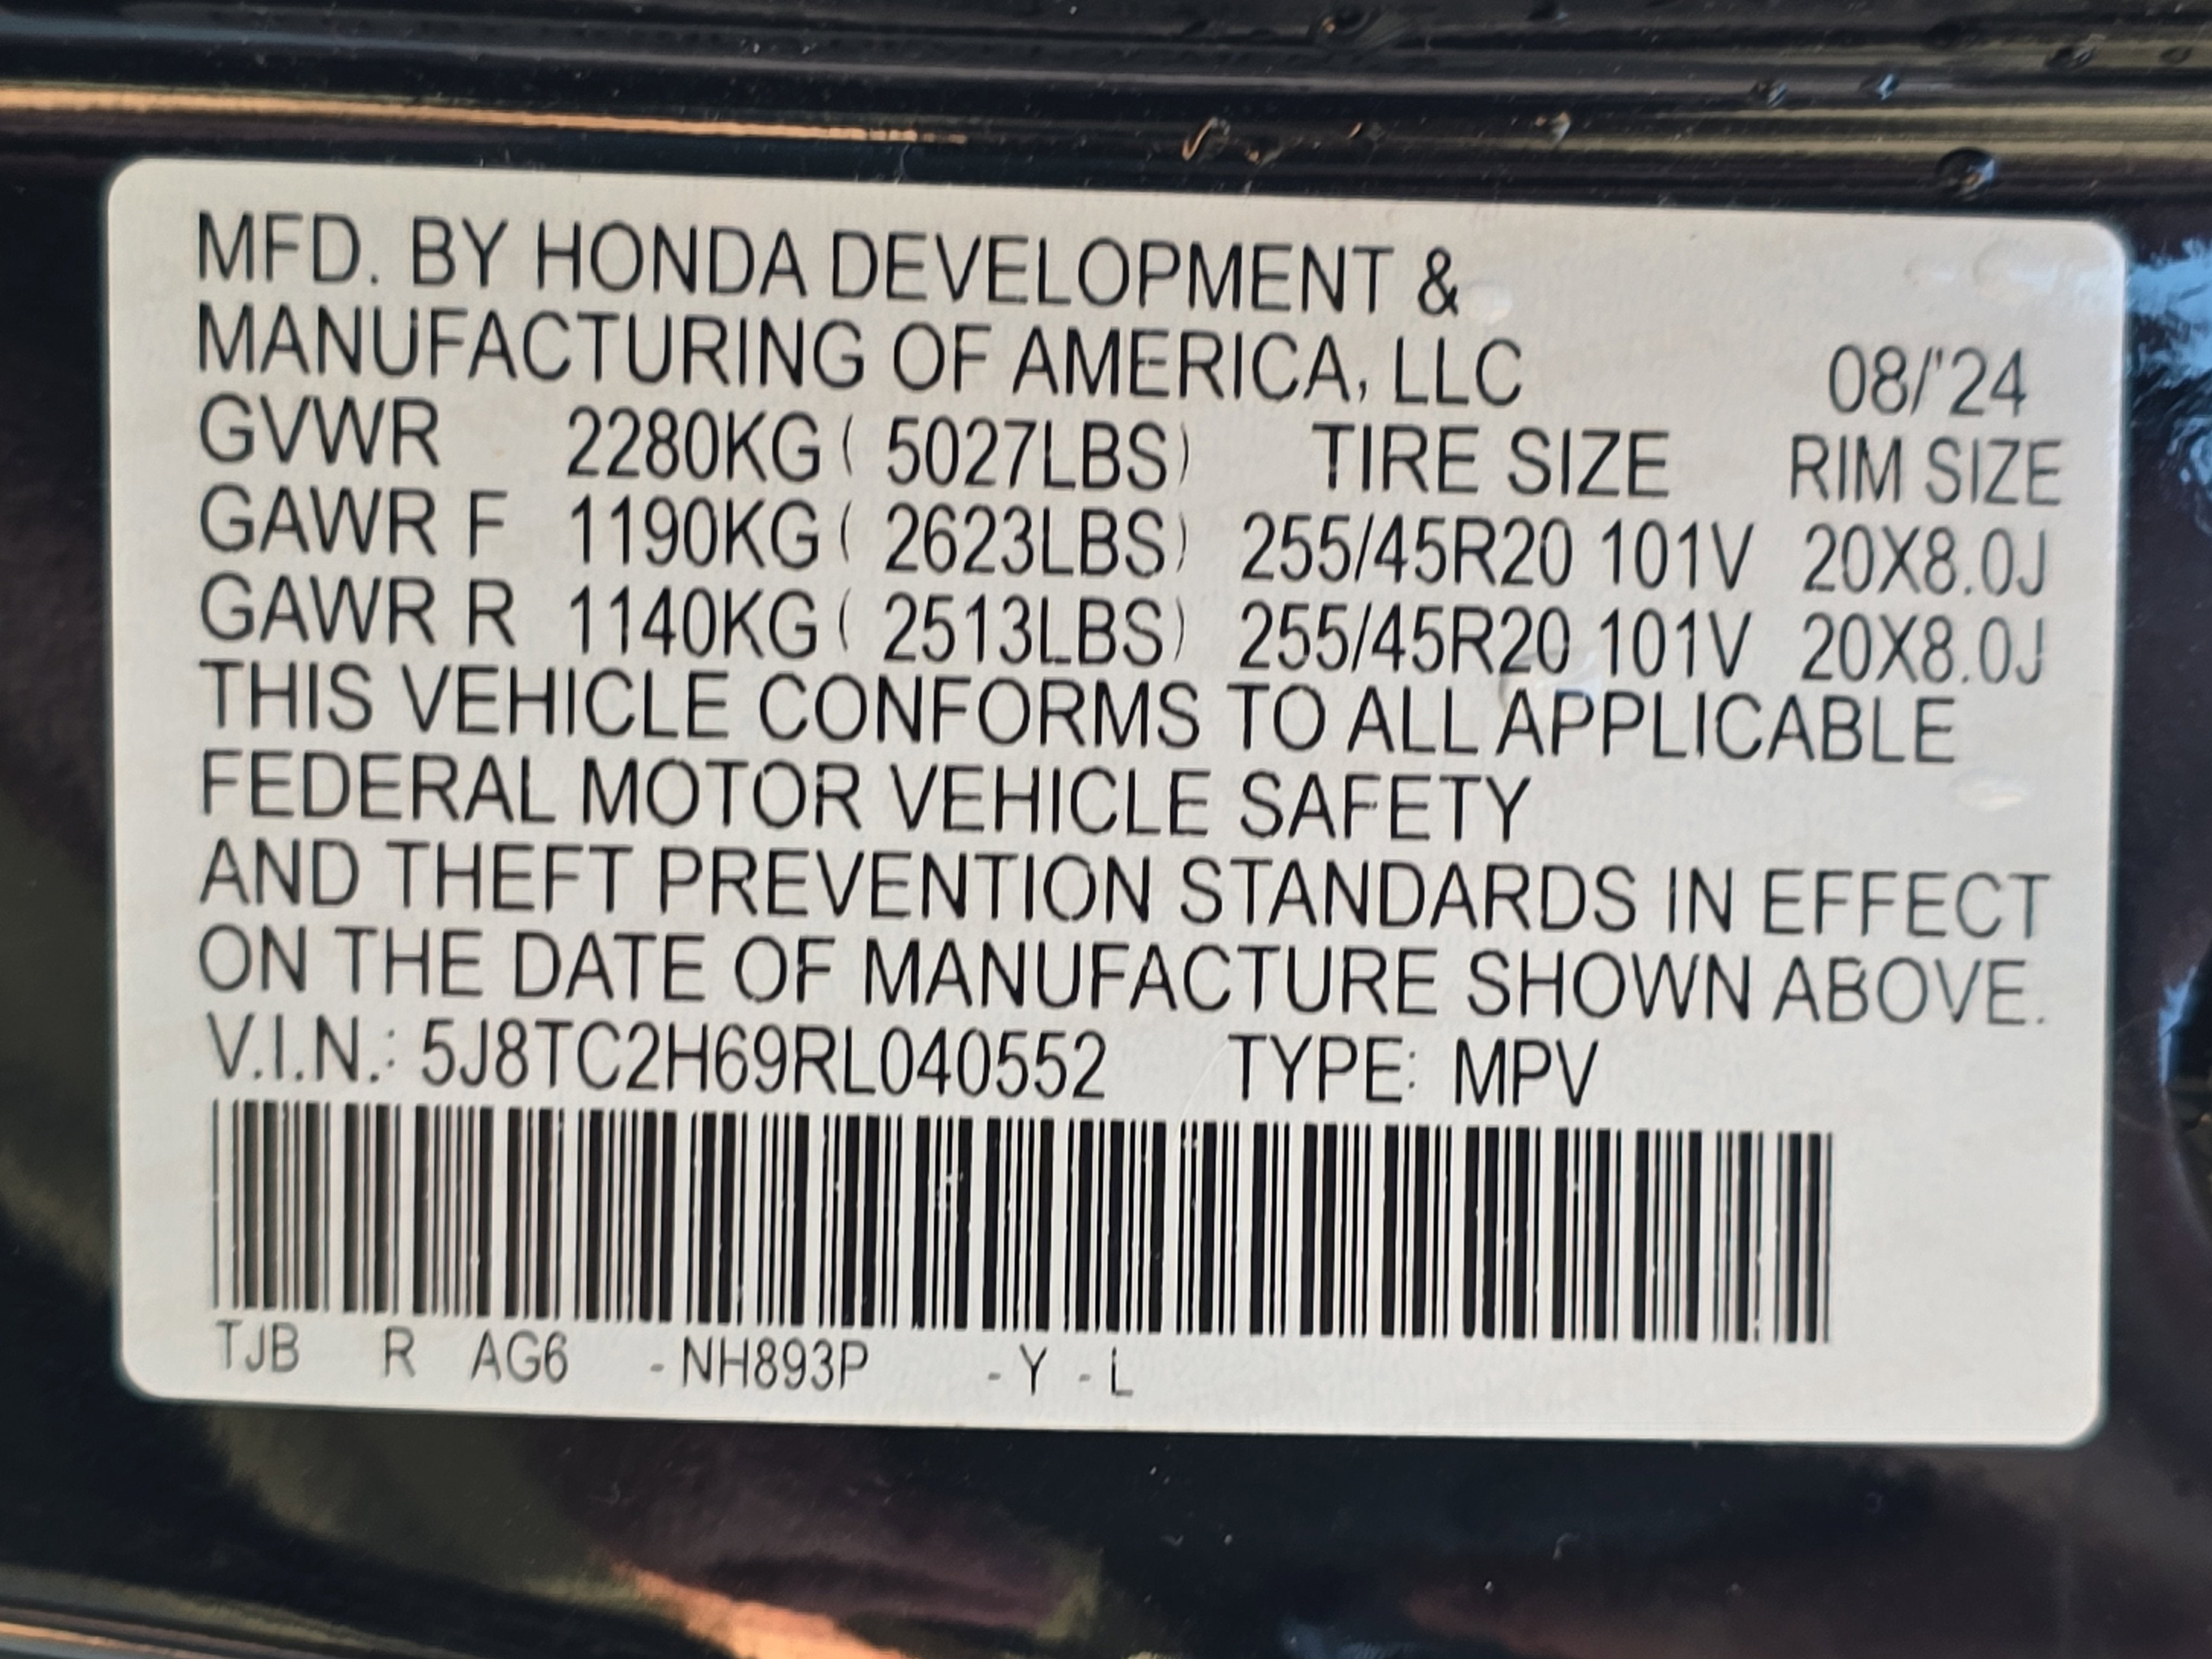 MFD. BY HONDA DEVELOPMENT &
MANUFACTURING OF AMERICA, LLC 08/'24
GVWR 2280KG ( 5027LBS) TIRE SIZE RIM SIZE
GAWR F 1190KG ( 2623LBS) 255/45R20 101V 20X8.0J
GAWR R 1140KG ( 2513LBS) 255/45R20 101V 20X8.0J
THIS VEHICLE CONFORMS TO ALL APPLICABLE
FEDERAL MOTOR VEHICLE SAFETY
AND THEFT PREVENTION STANDARDS IN EFFECT
ON THE DATE OF MANUFACTURE SHOWN ABOVE.
V.I.N.: 5J8TC2H69RL040552 TYPE: MPV
TJB R AG6 -NH893P -Y -L